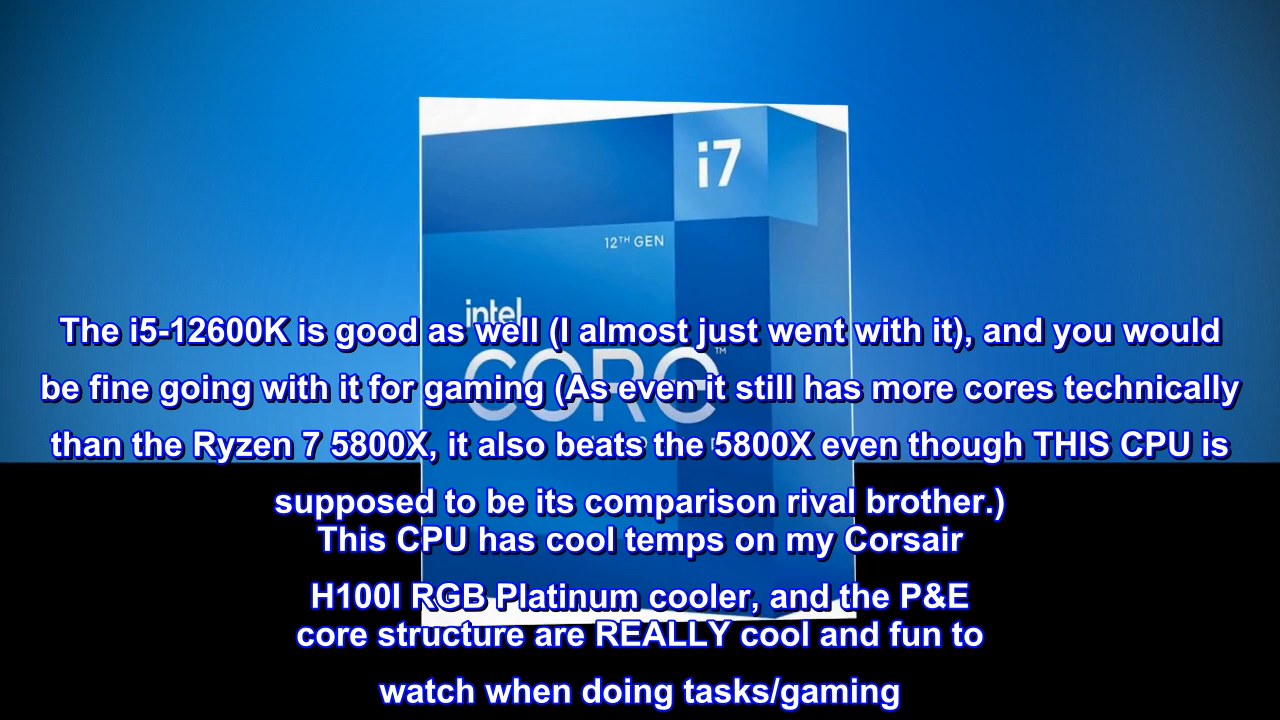 i7
12TH GEN
intel
CORE™
The i5-12600K is good as well (I almost just went with it), and you would
be fine going with it for gaming (As even it still has more cores technically
than the Ryzen 7 5800X, it also beats the 5800X even though THIS CPU is
supposed to be its comparison rival brother.)
This CPU has cool temps on my Corsair
H100I RGB Platinum cooler, and the P&E
core structure are REALLY cool and fun to
watch when doing tasks/gaming